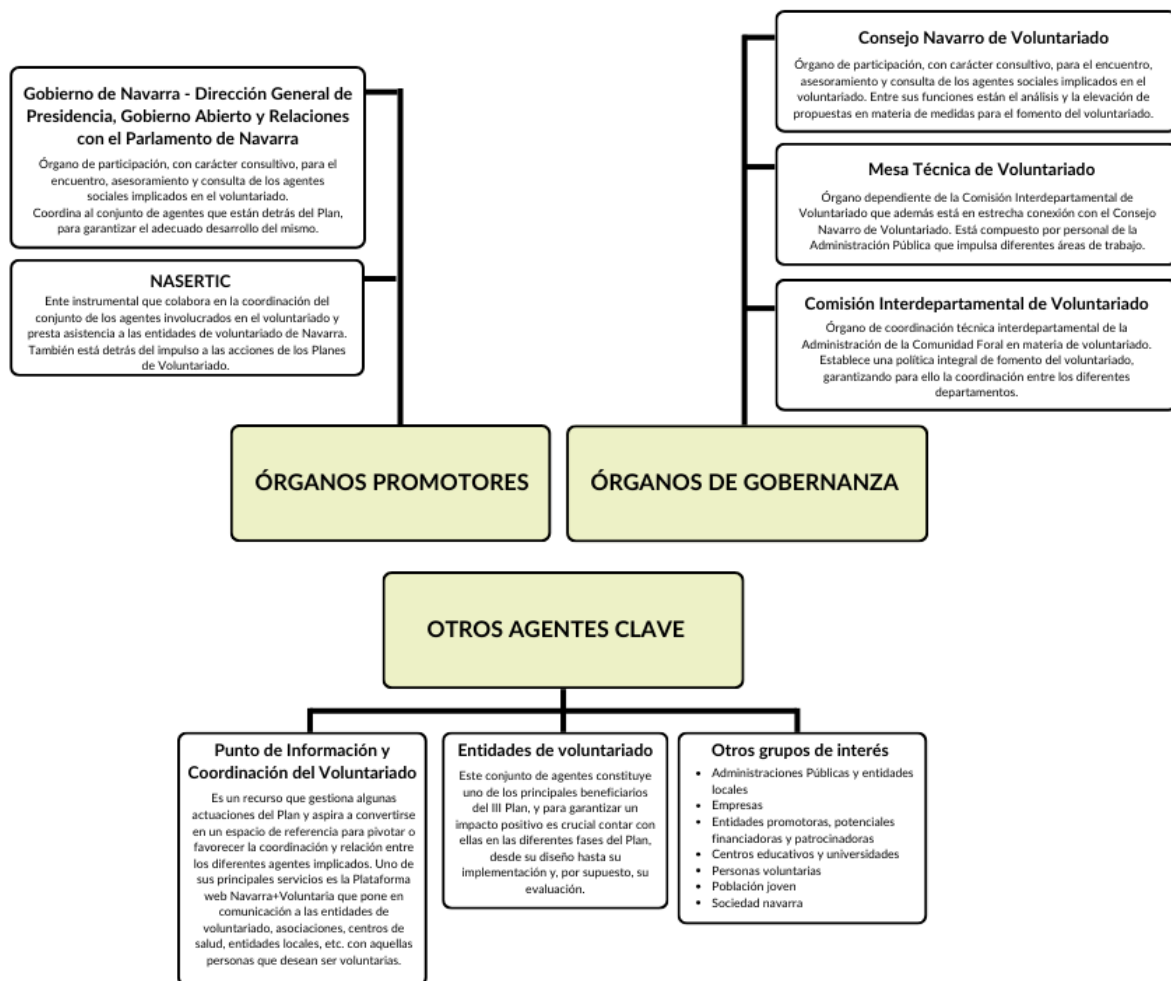 Gobierno de Navarra - Dirección General de
Presidencia, Gobierno Abierto y Relaciones
con el Parlamento de Navarra
Órgano de participación, con carácter consultivo, para el
encuentro, asesoramiento y consulta de los agentes
sociales implicados en el voluntariado.
Coordina al conjunto de agentes que están detrás del Plan,
para garantizar el adecuado desarrollo del mismo.
NASERTIC
Ente instrumental que colabora en la coordinación del
conjunto de los agentes involucrados en el voluntariado y
presta asistencia a las entidades de voluntariado de Navarra.
También está detrás del impulso a las acciones de los Planes
de Voluntariado.
Consejo Navarro de Voluntariado
Órgano de participación, con carácter consultivo, para el encuentro,
asesoramiento y consulta de los agentes sociales implicados en el
voluntariado. Entre sus funciones están el análisis y la elevación de
propuestas en materia de medidas para el fomento del voluntariado.
Mesa Técnica de Voluntariado
Órgano dependiente de la Comisión Interdepartamental de
Voluntariado que además está en estrecha conexión con el Consejo
Navarro de Voluntariado. Está compuesto por personal de la
Administración Pública que impulsa diferentes áreas de trabajo.
Comisión Interdepartamental de Voluntariado
Órgano de coordinación técnica interdepartamental de la
Administración de la Comunidad Foral en materia de voluntariado.
Establece una política integral de fomento del voluntariado,
garantizando para ello la coordinación entre los diferentes
departamentos.
ÓRGANOS PROMOTORES
ÓRGANOS DE GOBERNANZA
OTROS AGENTES CLAVE
Punto de Información y
Coordinación del Voluntariado
Es un recurso que gestiona algunas
actuaciones del Plan y aspira a convertirse
en un espacio de referencia para pivotar o
favorecer la coordinación y relación entre
los diferentes agentes implicados. Uno de
sus principales servicios es la Plataforma
web Navarra+Voluntaria que pone en
comunicación a las entidades de
voluntariado, asociaciones, centros de
salud, entidades locales, etc. con aquellas
personas que desean ser voluntarias.
Entidades de voluntariado
Este conjunto de agentes constituye
uno de los principales beneficiarios
del III Plan, y para garantizar un
impacto positivo es crucial contar con
ellas en las diferentes fases del Plan,
desde su diseño hasta su
implementación y, por supuesto, su
evaluación.
Otros grupos de interés
• Administraciones Públicas y entidades
locales
• Empresas
• Entidades promotoras, potenciales
financiadoras y patrocinadoras
• Centros educativos y universidades
• Personas voluntarias
• Población joven
• Sociedad navarra